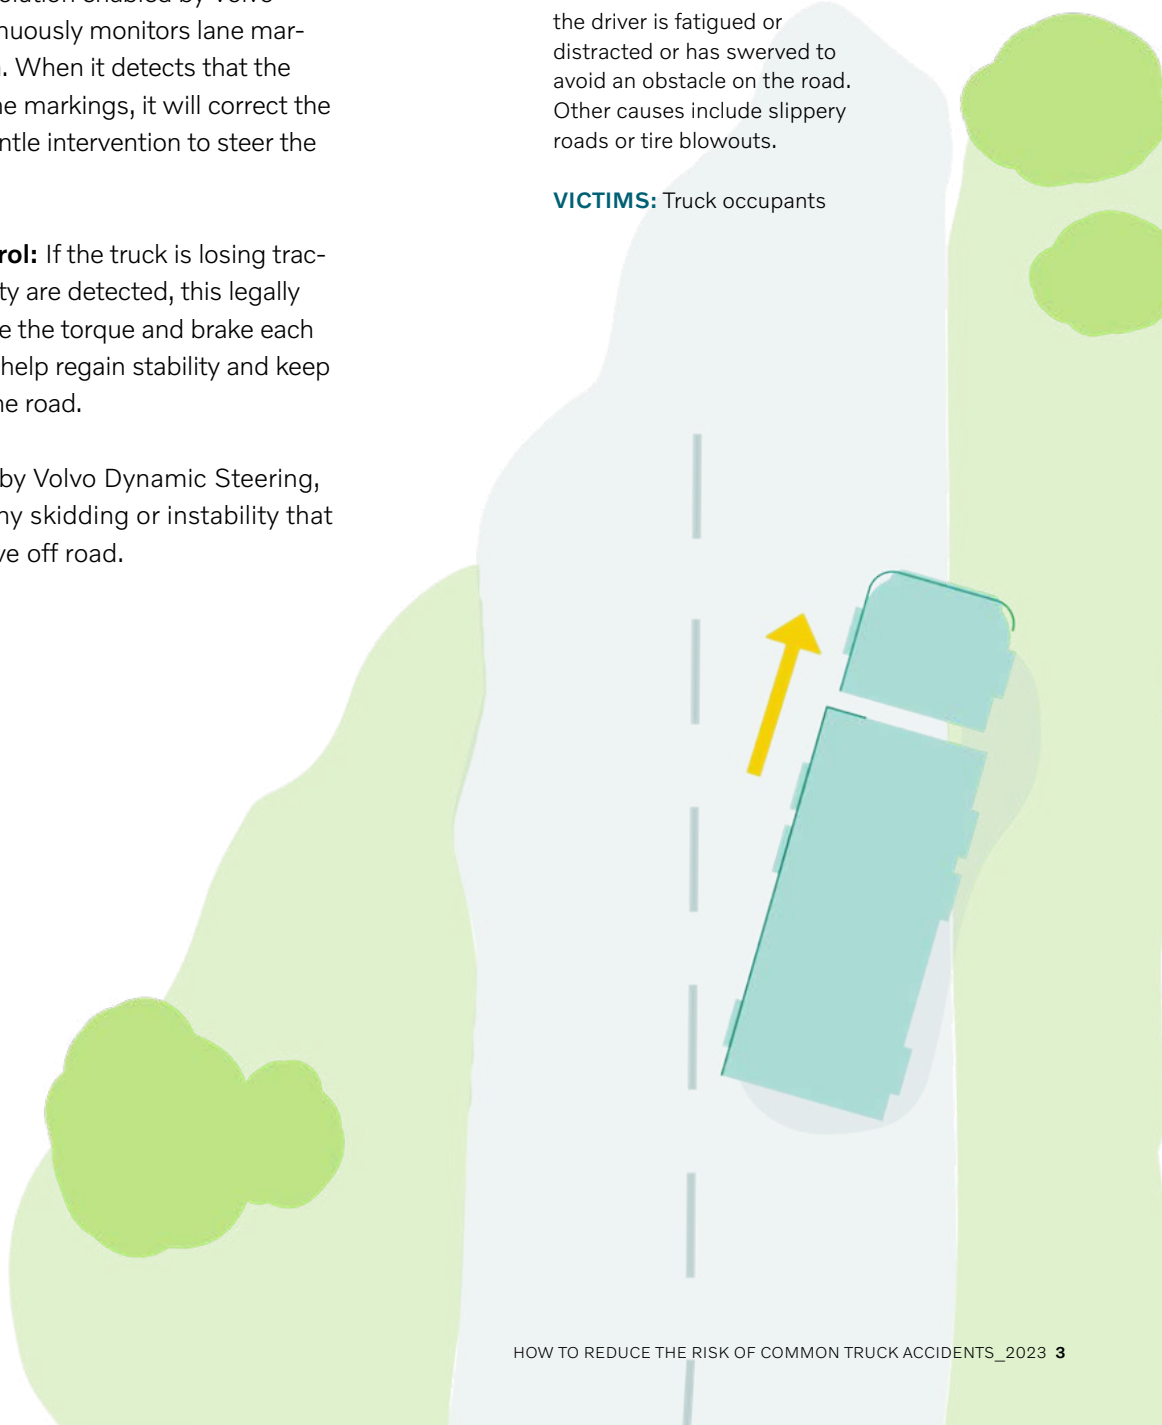 olution enabled by Volvo
nuously monitors lane mar-
. When it detects that the
ne markings, it will correct the
ntle intervention to steer the
rol: If the truck is losing trac-
ty are detected, this legally
e the torque and brake each
help regain stability and keep
ne road.
by Volvo Dynamic Steering,
ny skidding or instability that
ve off road.
the driver is fatigued or
distracted or has swerved to
avoid an obstacle on the road.
Other causes include slippery
roads or tire blowouts.
VICTIMS: Truck occupants
HOW TO REDUCE THE RISK OF COMMON TRUCK ACCIDENTS_2023 3